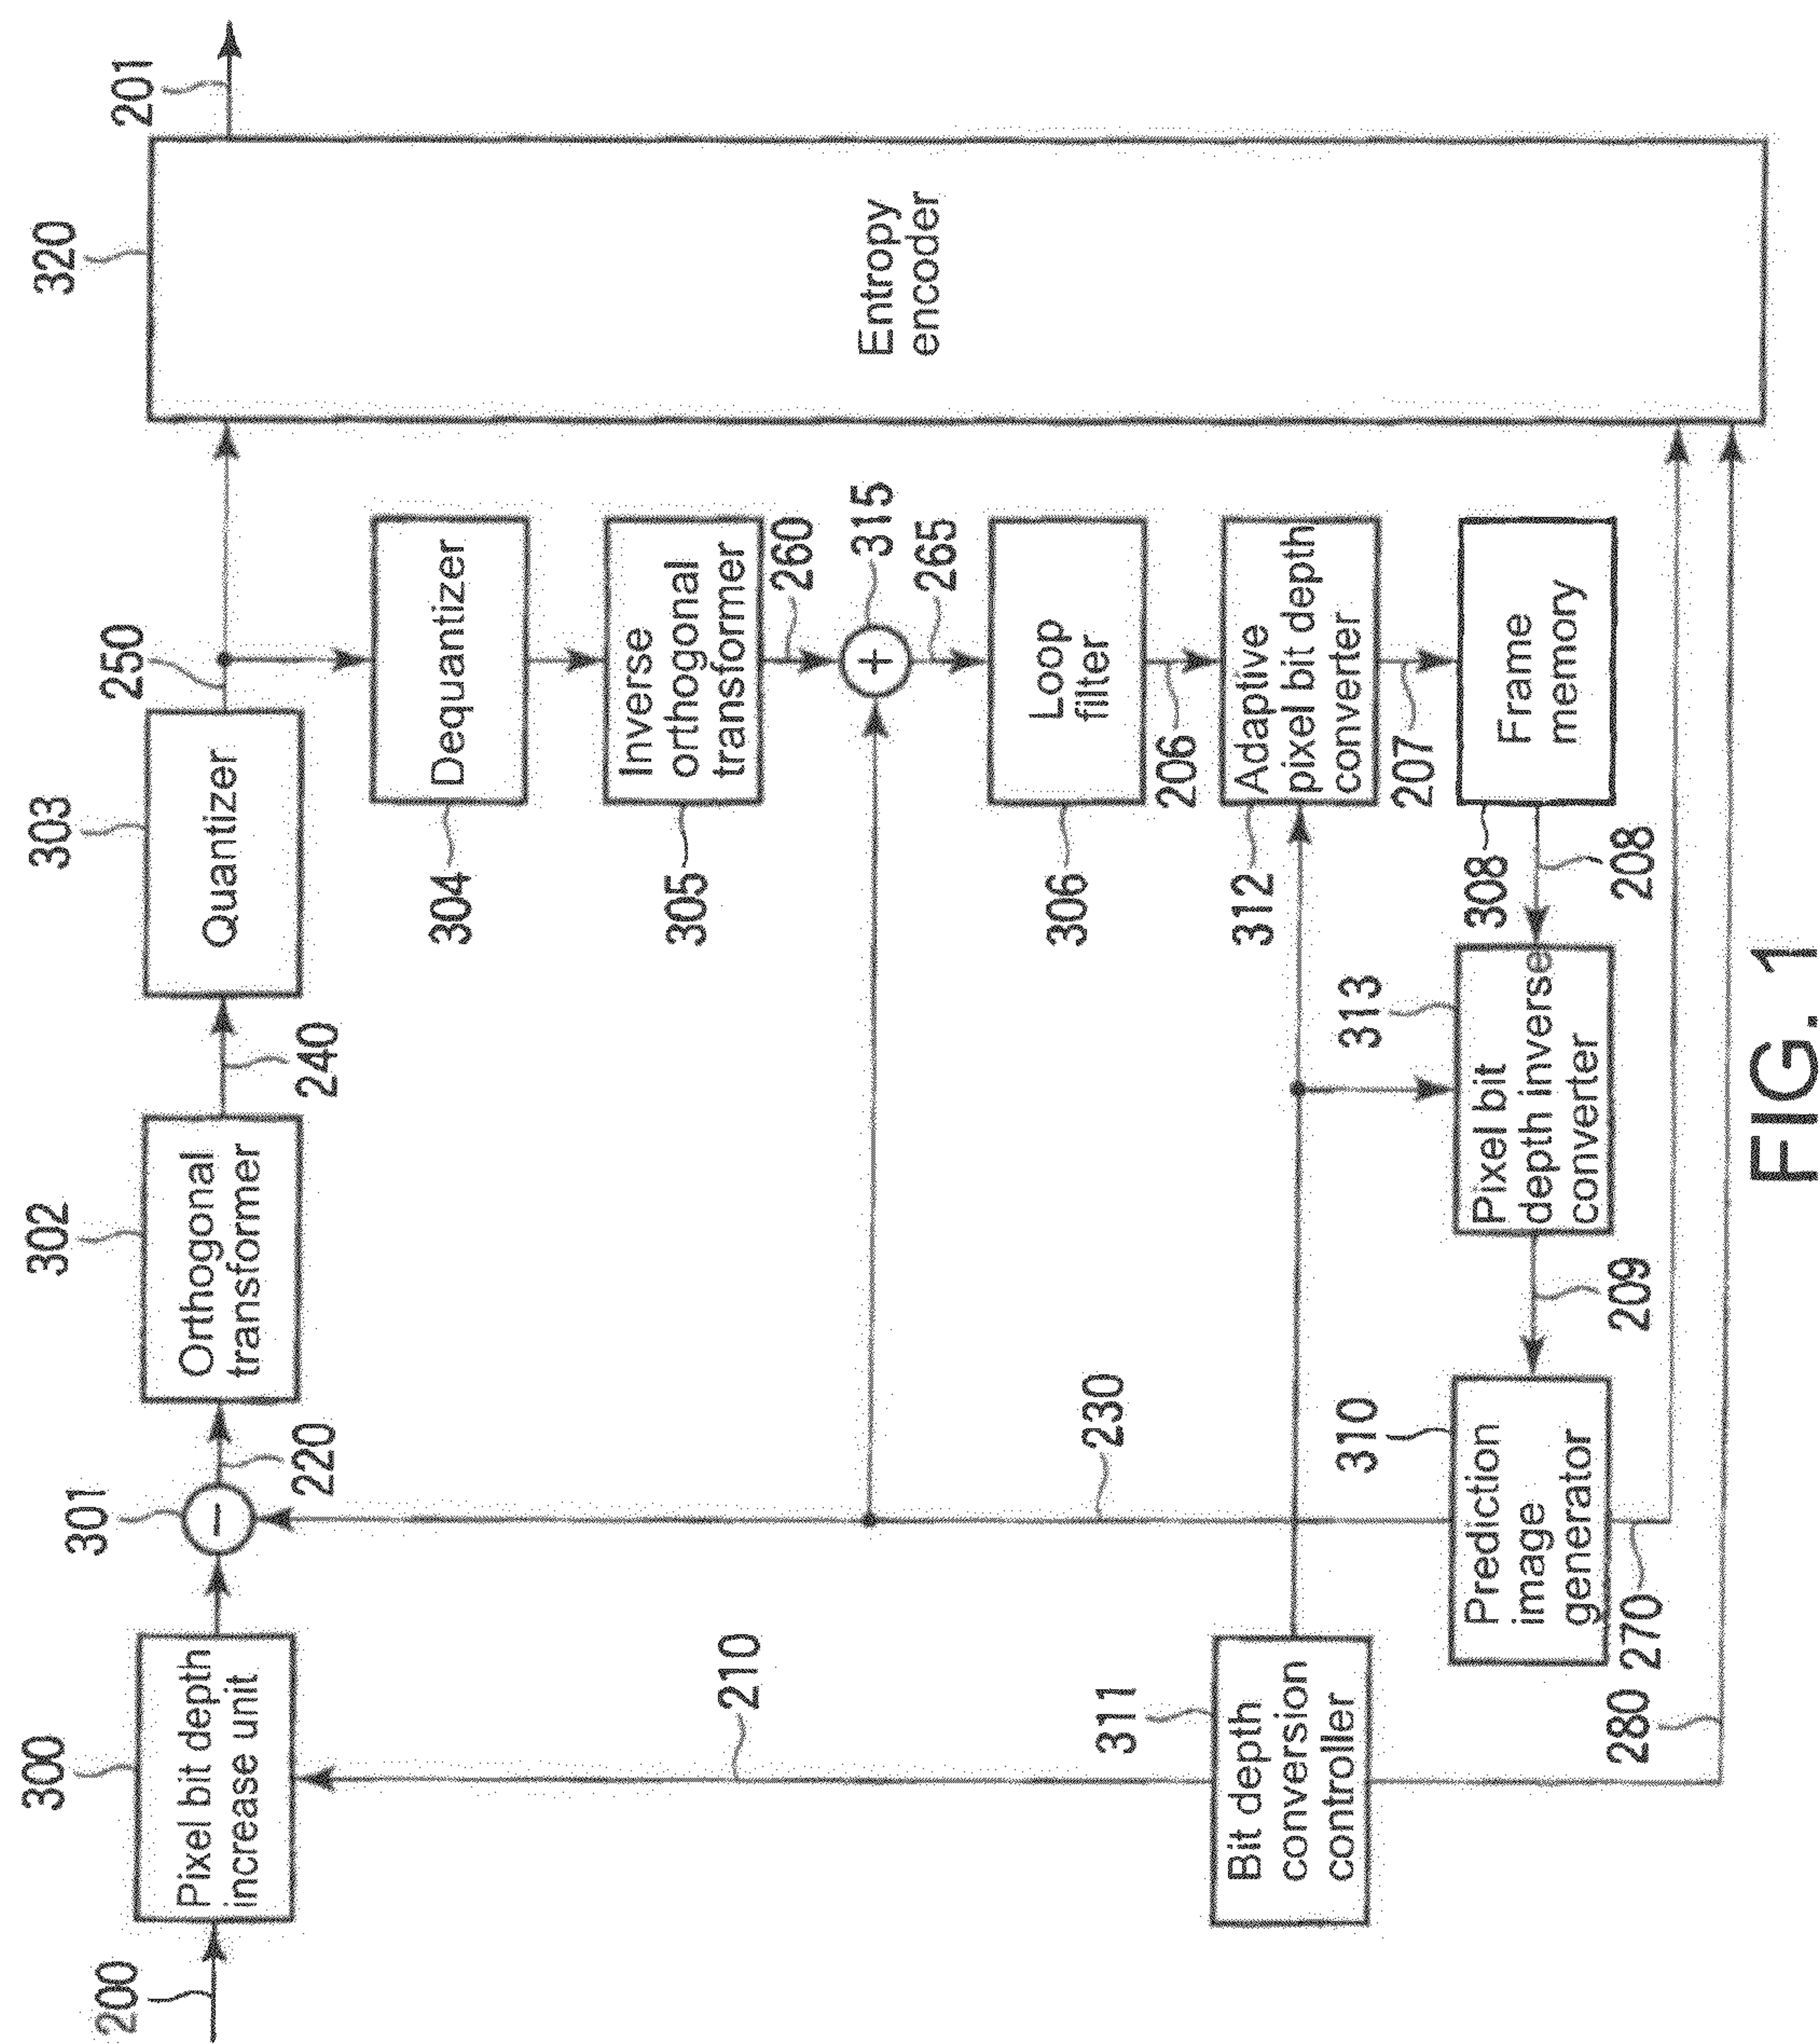 200
300
Pixel bit depth
increase unit
301
220
302
Orthogonal
transformer
240
303
Quantizer
250
320
Entropy
encoder
201
304
Dequantizer
305
Inverse
orthogonal
transformer
260
+
315
265
210
230
306
Loop
filter
206
311
Bit depth
conversion
controller
312
Adaptive
pixel bit depth
converter
207
310
Prediction
image
generator
209
313
Pixel bit
depth inverse
converter
308
208
Frame
memory
270
280
FIG. 1